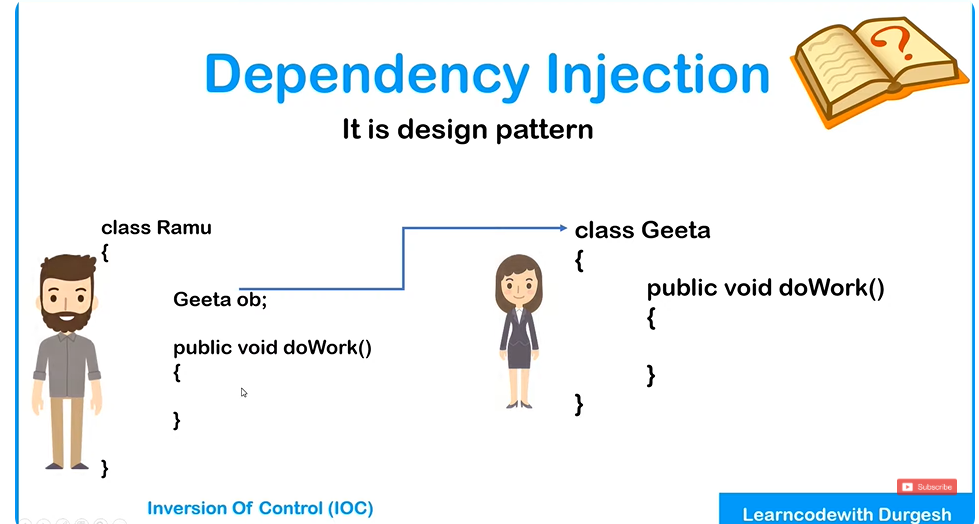 Dependency Injection
It is design pattern
class Ramu
{
Geeta ob;
public void doWork()
{
}
}
class Geeta
{
public void doWork()
{
}
}
?
Inversion Of Control (IOC)
Subscribe
Learncodewith Durgesh